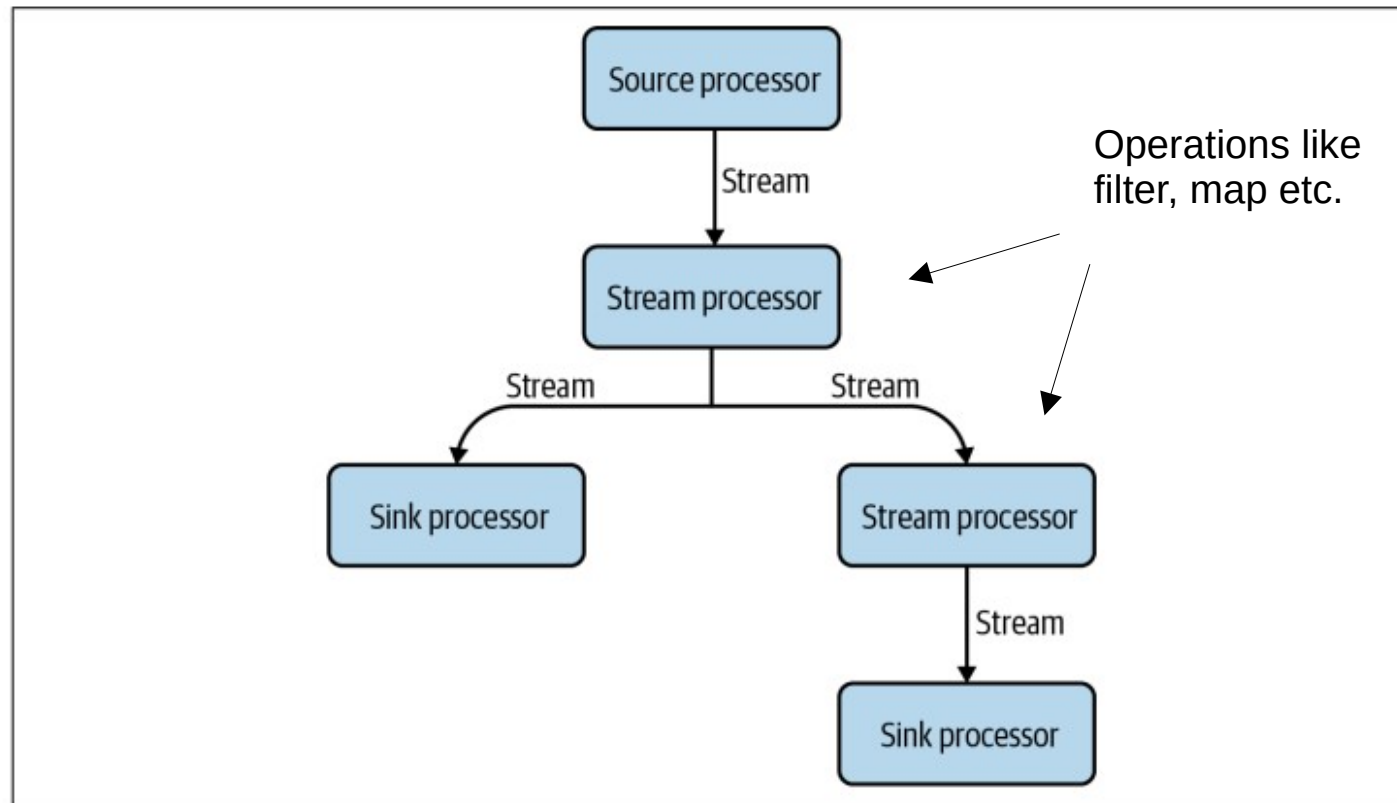 Source processor
Operations like
filter, map etc.
Stream
Stream processor
Stream
Stream
Sink processor
Stream processor
Stream
Sink processor